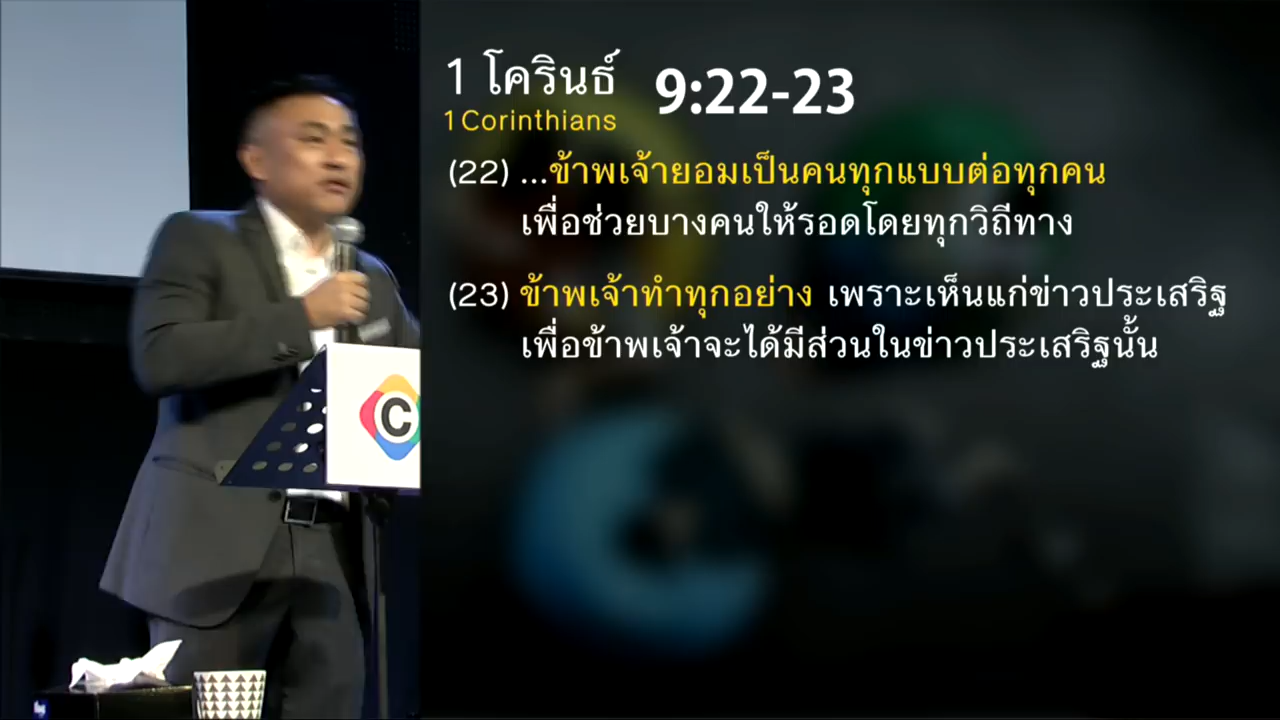 1 โครินธ์ 9:22-23
1 Corinthians
(22) ...ข้าพเจ้ายอมเป็นคนทุกแบบต่อทุกคน
เพื่อช่วยบางคนให้รอดโดยทุกวิถีทาง
(23) ข้าพเจ้าทำทุกอย่าง เพราะเห็นแก่ข่าวประเสริฐ
เพื่อข้าพเจ้าจะได้มีส่วนในข่าวประเสริฐนั้น
C